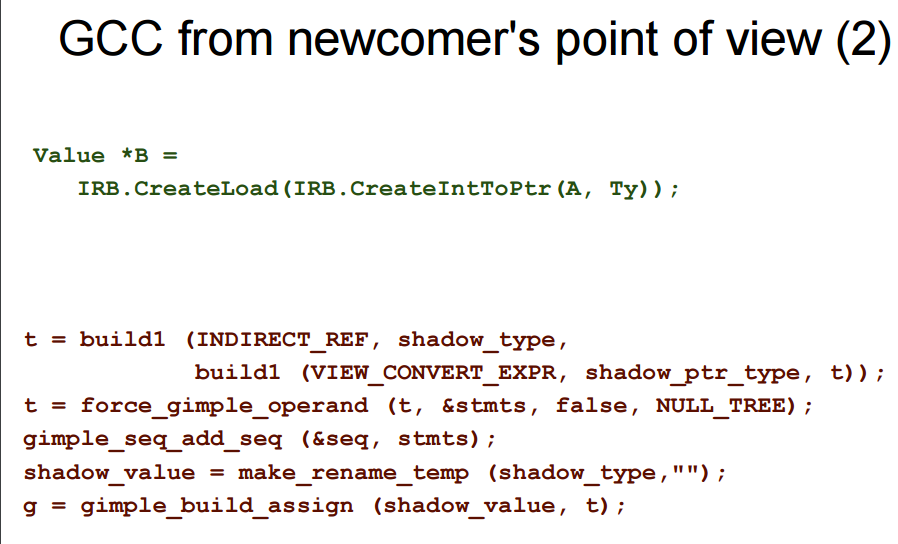 GCC from newcomer's point of view (2)
Value *B =
IRB.CreateLoad(IRB.CreateIntToPtr(A, Ty));
t = build1 (INDIRECT_REF, shadow_type,
build1 (VIEW_CONVERT_EXPR, shadow_ptr_type, t));
t = force_gimple_operand (t, &stmts, false, NULL_TREE);
gimple_seq_add_seq (&seq, stmts);
shadow_value = make_rename_temp (shadow_type,"");
g = gimple_build_assign (shadow_value, t);